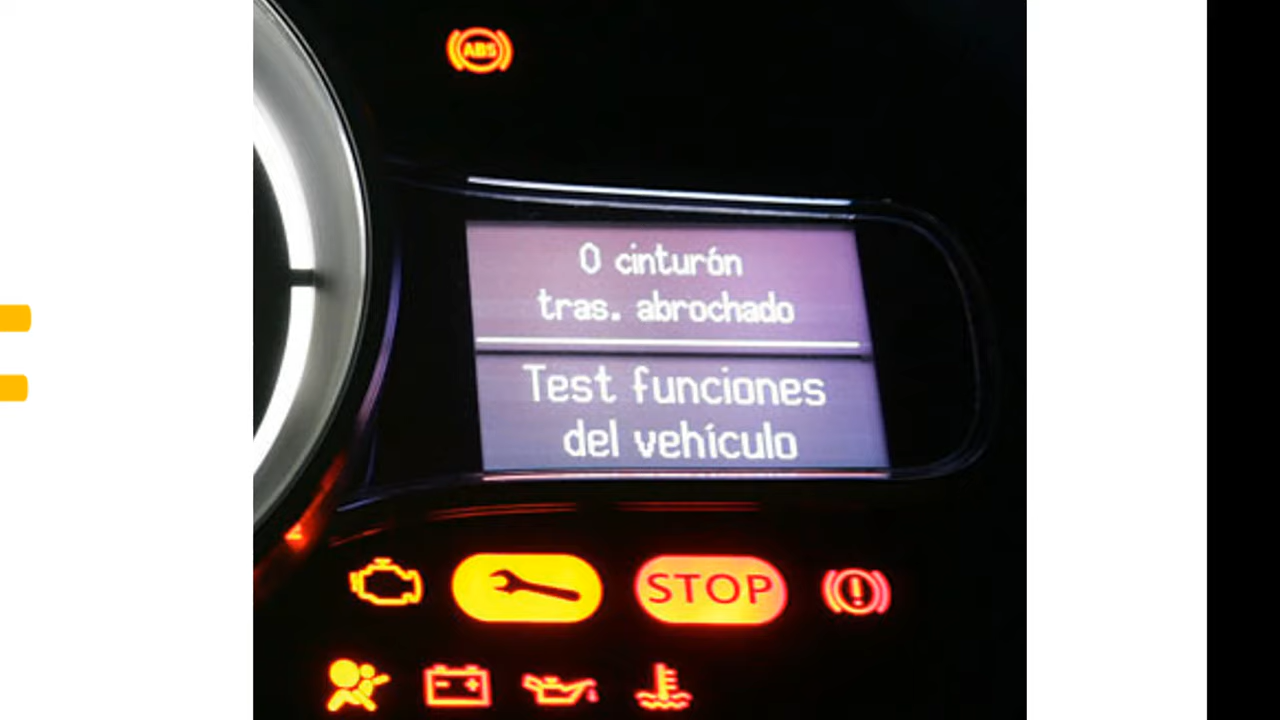 ABS
0 cinturón
tras. abrochado
Test funciones
del vehículo
STOP